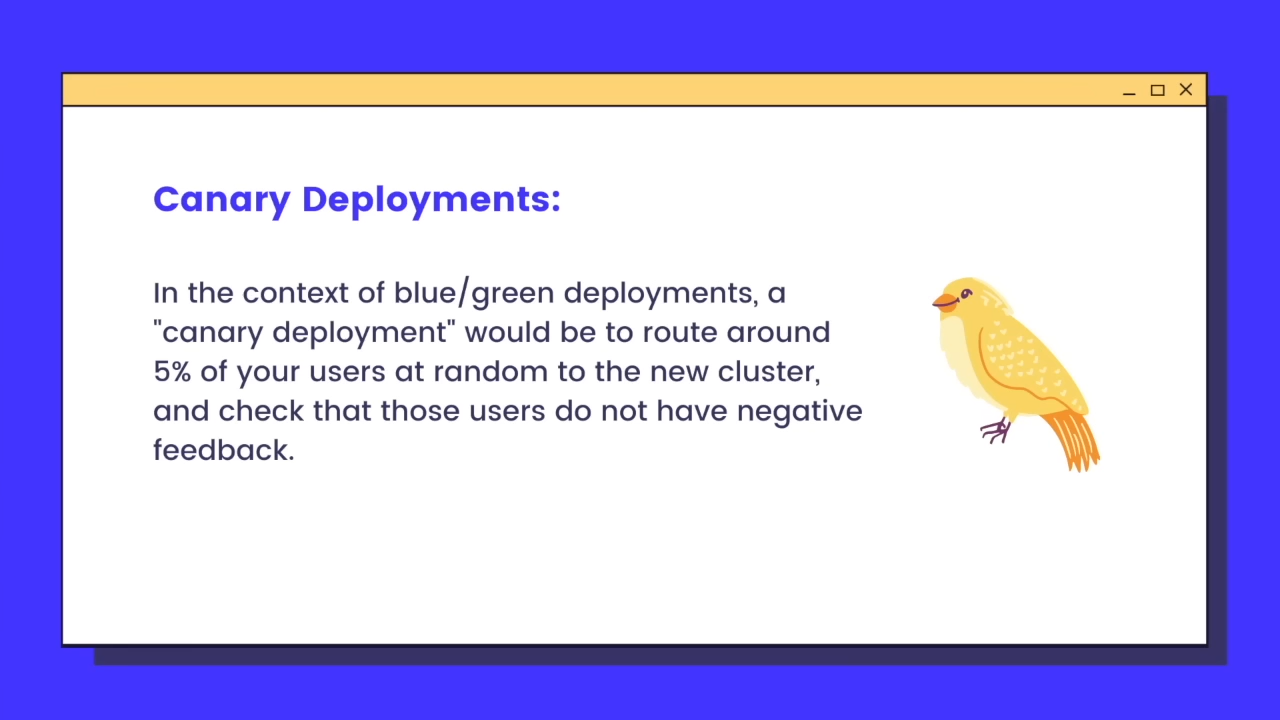 Canary Deployments:
In the context of blue/green deployments, a
"canary deployment" would be to route around
5% of your users at random to the new cluster,
and check that those users do not have negative
feedback.